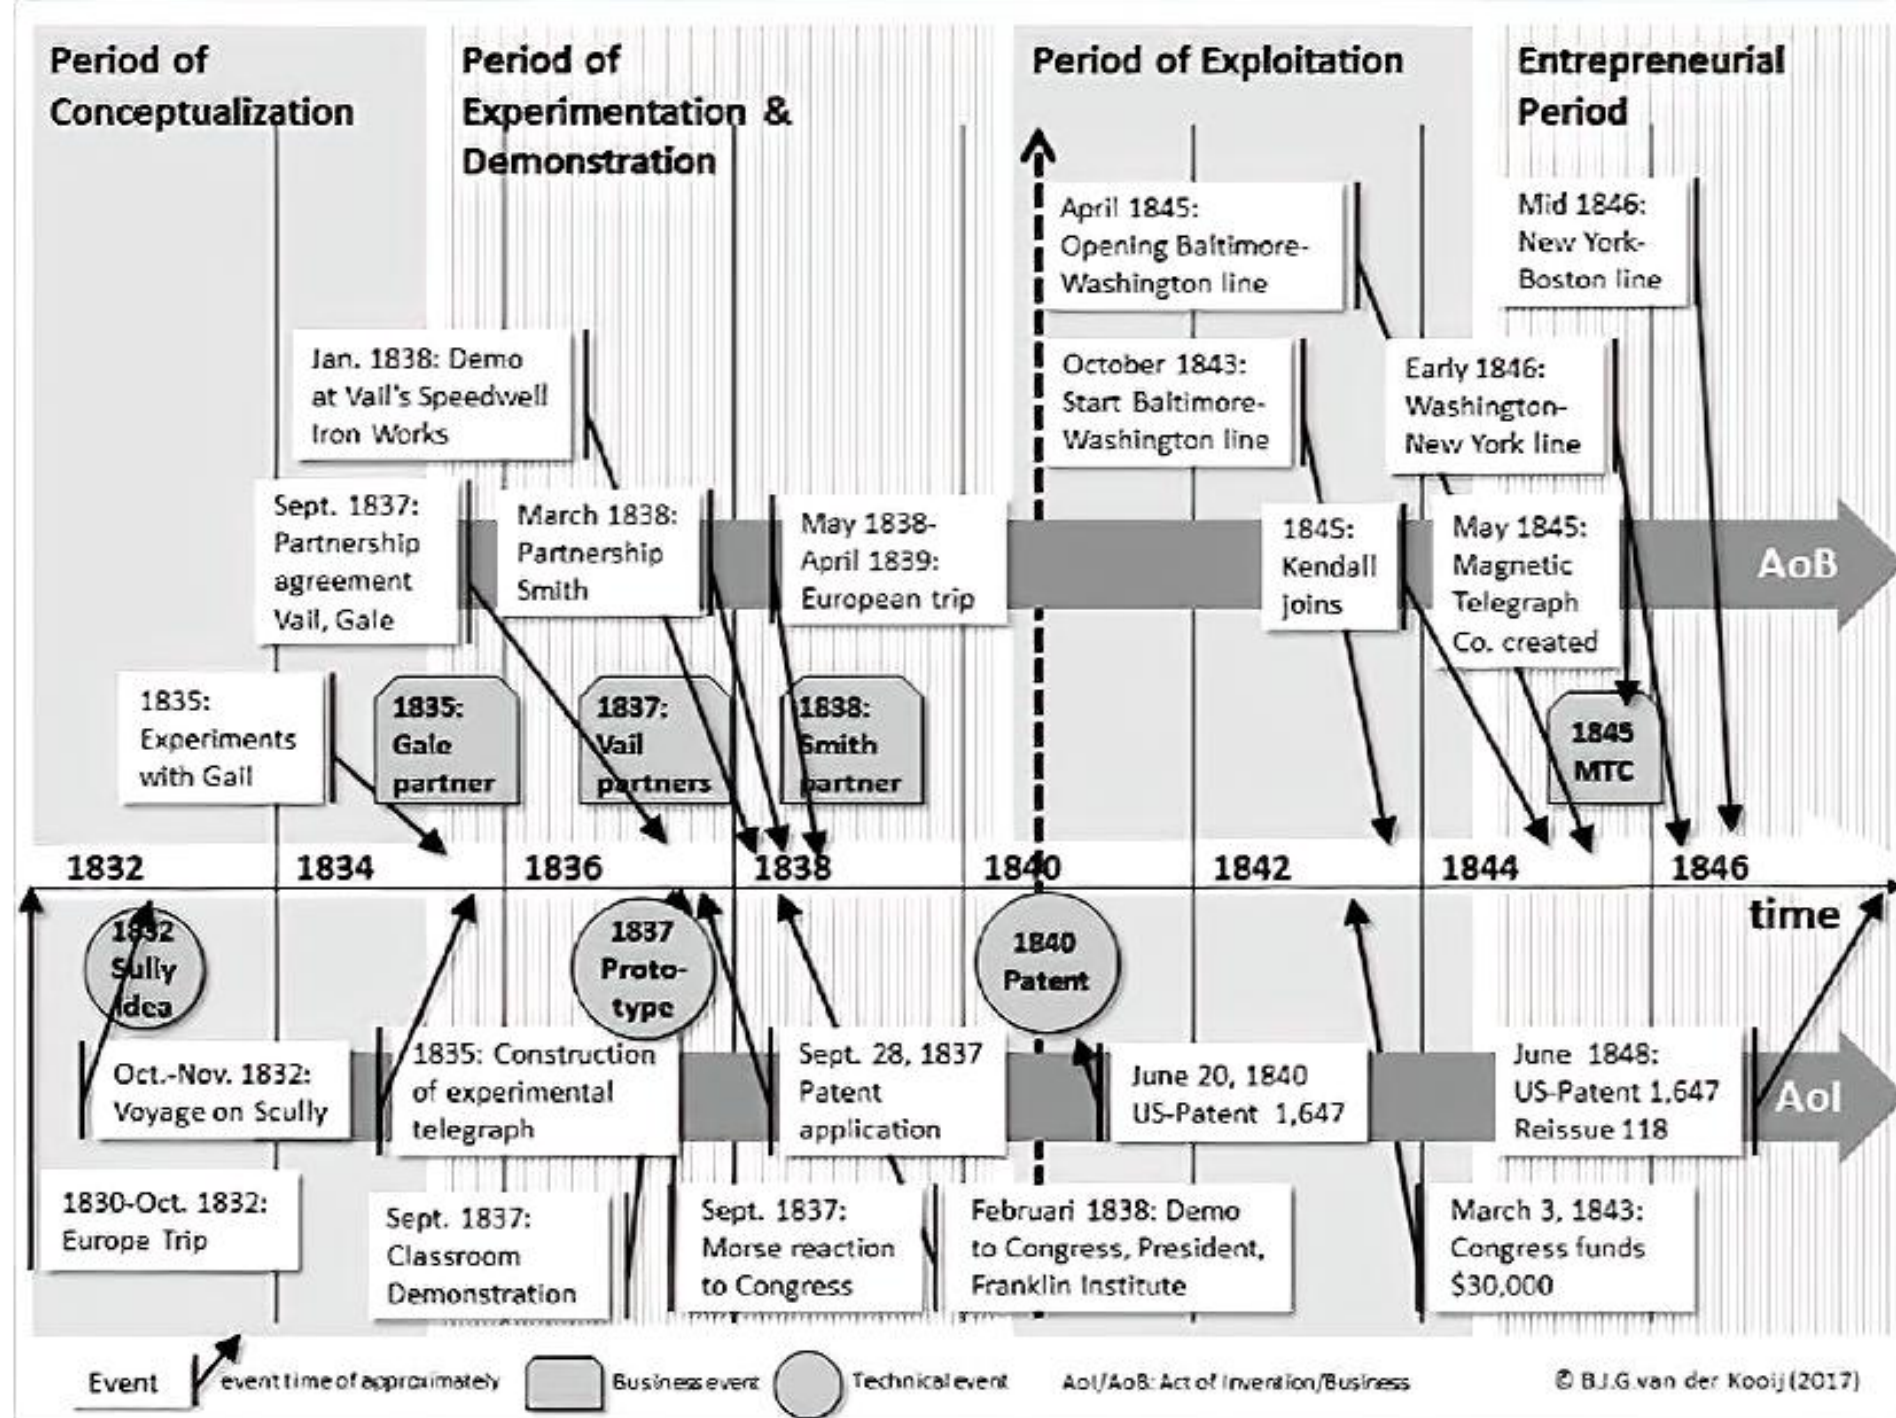 Period of
Conceptualization
Period of
Experimentation &
Demonstration
Period of Exploitation
Entrepreneurial
Period
April 1845:
Opening Baltimore-
Washington line
Mid 1846:
New York-
Boston line
Jan. 1838: Demo
at Vail's Speedwell
Iron Works
October 1843:
Start Baltimore-
Washington line
Early 1846:
Washington-
New York line
Sept. 1837:
Partnership
agreement
Vail, Gale
March 1838:
Partnership
Smith
May 1838-
April 1839:
European trip
1845:
Kendall
joins
May 1845:
Magnetic
Telegraph
Co. created
AoB
1835:
Experiments
with Gail
1835:
Gale
partner
1837:
Vail
partners
1838:
Smith
partner
1845
MTC
1832
1834
1836
1838
1840
1842
1844
1846
time
1832
Sully
idea
1837
Proto-
type
1840
Patent
Oct.-Nov. 1832:
Voyage on Scully
1835: Construction
of experimental
telegraph
Sept. 28, 1837
Patent
application
June 20, 1840
US-Patent 1,647
June 1848:
US-Patent 1,647
Reissue 118
AoI
1830-Oct. 1832:
Europe Trip
Sept. 1837:
Classroom
Demonstration
Sept. 1837:
Morse reaction
to Congress
Februari 1838: Demo
to Congress, President,
Franklin Institute
March 3, 1843:
Congress funds
$30,000
Event
event time of approximately
Business event
Technical event
AoI/AoB: Act of Invention/Business
© B.J.G.van der Kooij (2017)